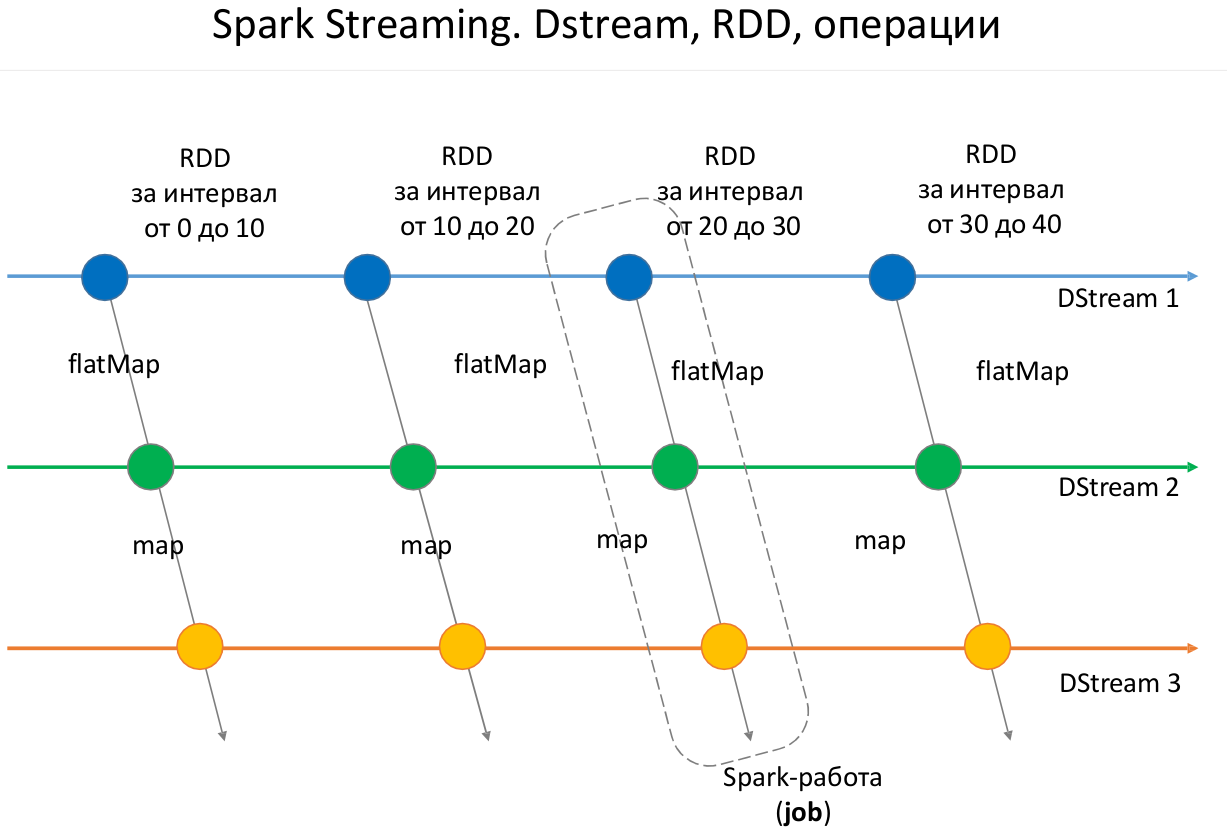 Spark Streaming. Dstream, RDD, операции
RDD
за интервал
от 0 до 10
RDD
за интервал
от 10 до 20
RDD
за интервал
от 20 до 30
RDD
за интервал
от 30 до 40
DStream 1
flatMap
flatMap
flatMap
flatMap
DStream 2
map
map
map
map
DStream 3
Spark-работа
(job)